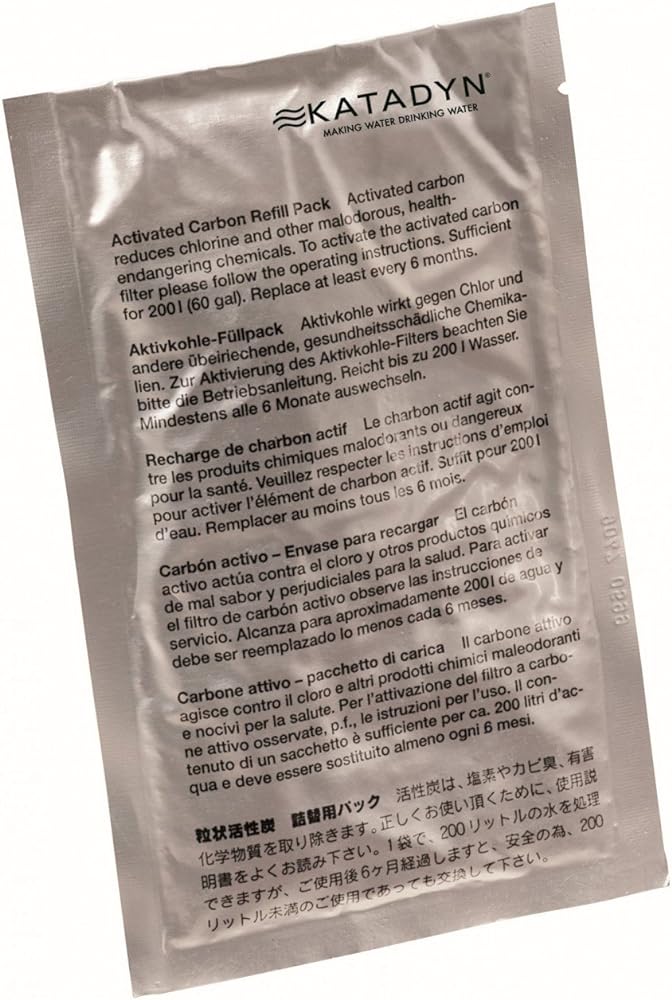 KATADYN®
MAKING WATER DRINKING WATER
Activated Carbon Refill Pack Activated carbon
reduces chlorine and other malodorous, health-
endangering chemicals. To activate the activated carbon
filter please follow the operating instructions. Sufficient
for 200 l (60 gal). Replace at least every 6 months.
Aktivkohle-Füllpack Aktivkohle wirkt gegen Chlor und
andere übelriechende, gesundheitsschädliche Chemika-
lien. Zur Aktivierung des Aktivkohle-Filters beachten Sie
bitte die Betriebsanleitung. Reicht bis zu 200 l Wasser.
Mindestens alle 6 Monate auswechseln.
Recharge de charbon actif Le charbon actif agit con-
tre les produits chimiques malodorants ou dangereux
pour la santé. Veuillez respecter les instructions d'emploi
pour activer l'élément de charbon actif. Suffit pour 200 l
d'eau. Remplacer au moins tous les 6 mois.
Carbón activo – Envase para recargar El carbón
activo actúa contra el cloro y otros productos químicos
de mal sabor y perjudiciales para la salud. Para activar
el filtro de carbón activo observe las instrucciones de
servicio. Alcanza para aproximadamente 200 l de agua y
debe ser reemplazado lo menos cada 6 meses.
Carbone attivo – pacchetto di carica Il carbone attivo
agisce contro il cloro e altri prodotti chimici maleodoranti
e nocivi per la salute. Per l'attivazione del filtro a carbo-
ne attivo osservate, p.f., le istruzioni per l'uso. Il con-
tenuto di un sacchetto è sufficiente per ca. 200 litri d'ac-
qua e deve essere sostituito almeno ogni 6 mesi.
粒状活性炭 詰替用パック 活性炭は、塩素やカビ臭、有害
化学物質を取り除きます。正しくお使い頂くために、使用説
明書をよくお読み下さい。1袋で、200リットルの水を処理
できますが、ご使用後6ヶ月経過しますと、安全の為、200
リットル未満のご使用であっても交換して下さい。